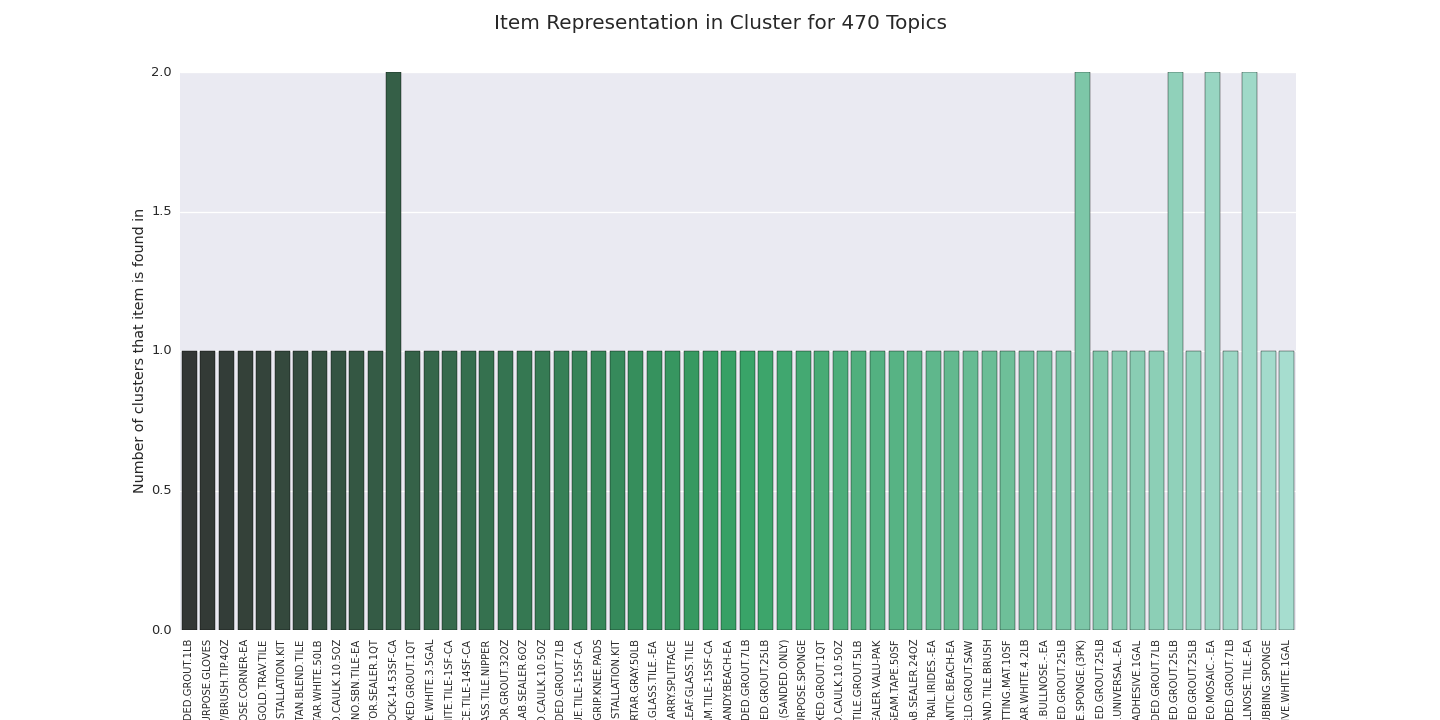 Item Representation in Cluster for 470 Topics
2.0
1.5
1.0
0.5
0.0
Number of clusters that item is found in
DED.GROUT.1LB
URPOSE.GLOVES
/BRUSH.TIP.4OZ
OSE.CORNER-EA
GOLD.TRAV.TILE
STALLATION.KIT
TAN.BLEND.TILE
TAR.WHITE.50LB
D.CAULK.10.5OZ
NO.SBN.TILE-EA
TOR.SEALER.1QT
OCK-14.53SF-CA
XED.GROUT.1QT
E.WHITE.3.5GAL
ITE.TILE-15SF-CA
CE.TILE-14SF-CA
ASS.TILE.NIPPER
OR.GROUT.32OZ
AB.SEALER.6OZ
D.CAULK.10.5OZ
DED.GROUT.7LB
UE.TILE-15SF-CA
GRIP.KNEE.PADS
STALLATION.KIT
RTAR.GRAY.50LB
.GLASS.TILE.-EA
ARRY.SPLITFACE
LEAF.GLASS.TILE
M.TILE-15SF-CA
ANDY.BEACH-EA
DED.GROUT.7LB
ED.GROUT.25LB
(SANDED.ONLY)
URPOSE.SPONGE
XED.GROUT.1QT
D.CAULK.10.5OZ
TILE.GROUT.5LB
EALER.VALU-PAK
SEAM.TAPE.50SF
AB.SEALER.24OZ
TRAIL.IRIDES.-EA
ANTIC.BEACH-EA
ELD.GROUT.SAW
AND.TILE.BRUSH
TTING.MAT.10SF
AR.WHITE.4.2LB
.BULLNOSE.-.EA
ED.GROUT.25LB
E.SPONGE.(3PK)
ED.GROUT.25LB
.UNIVERSAL.-EA
ADHESIVE.1GAL
DED.GROUT.7LB
ED.GROUT.25LB
ED.GROUT.25LB
EO.MOSAIC.-.EA
DED.GROUT.7LB
LLNOSE.TILE.-EA
BBING.SPONGE
VE.WHITE.1GAL